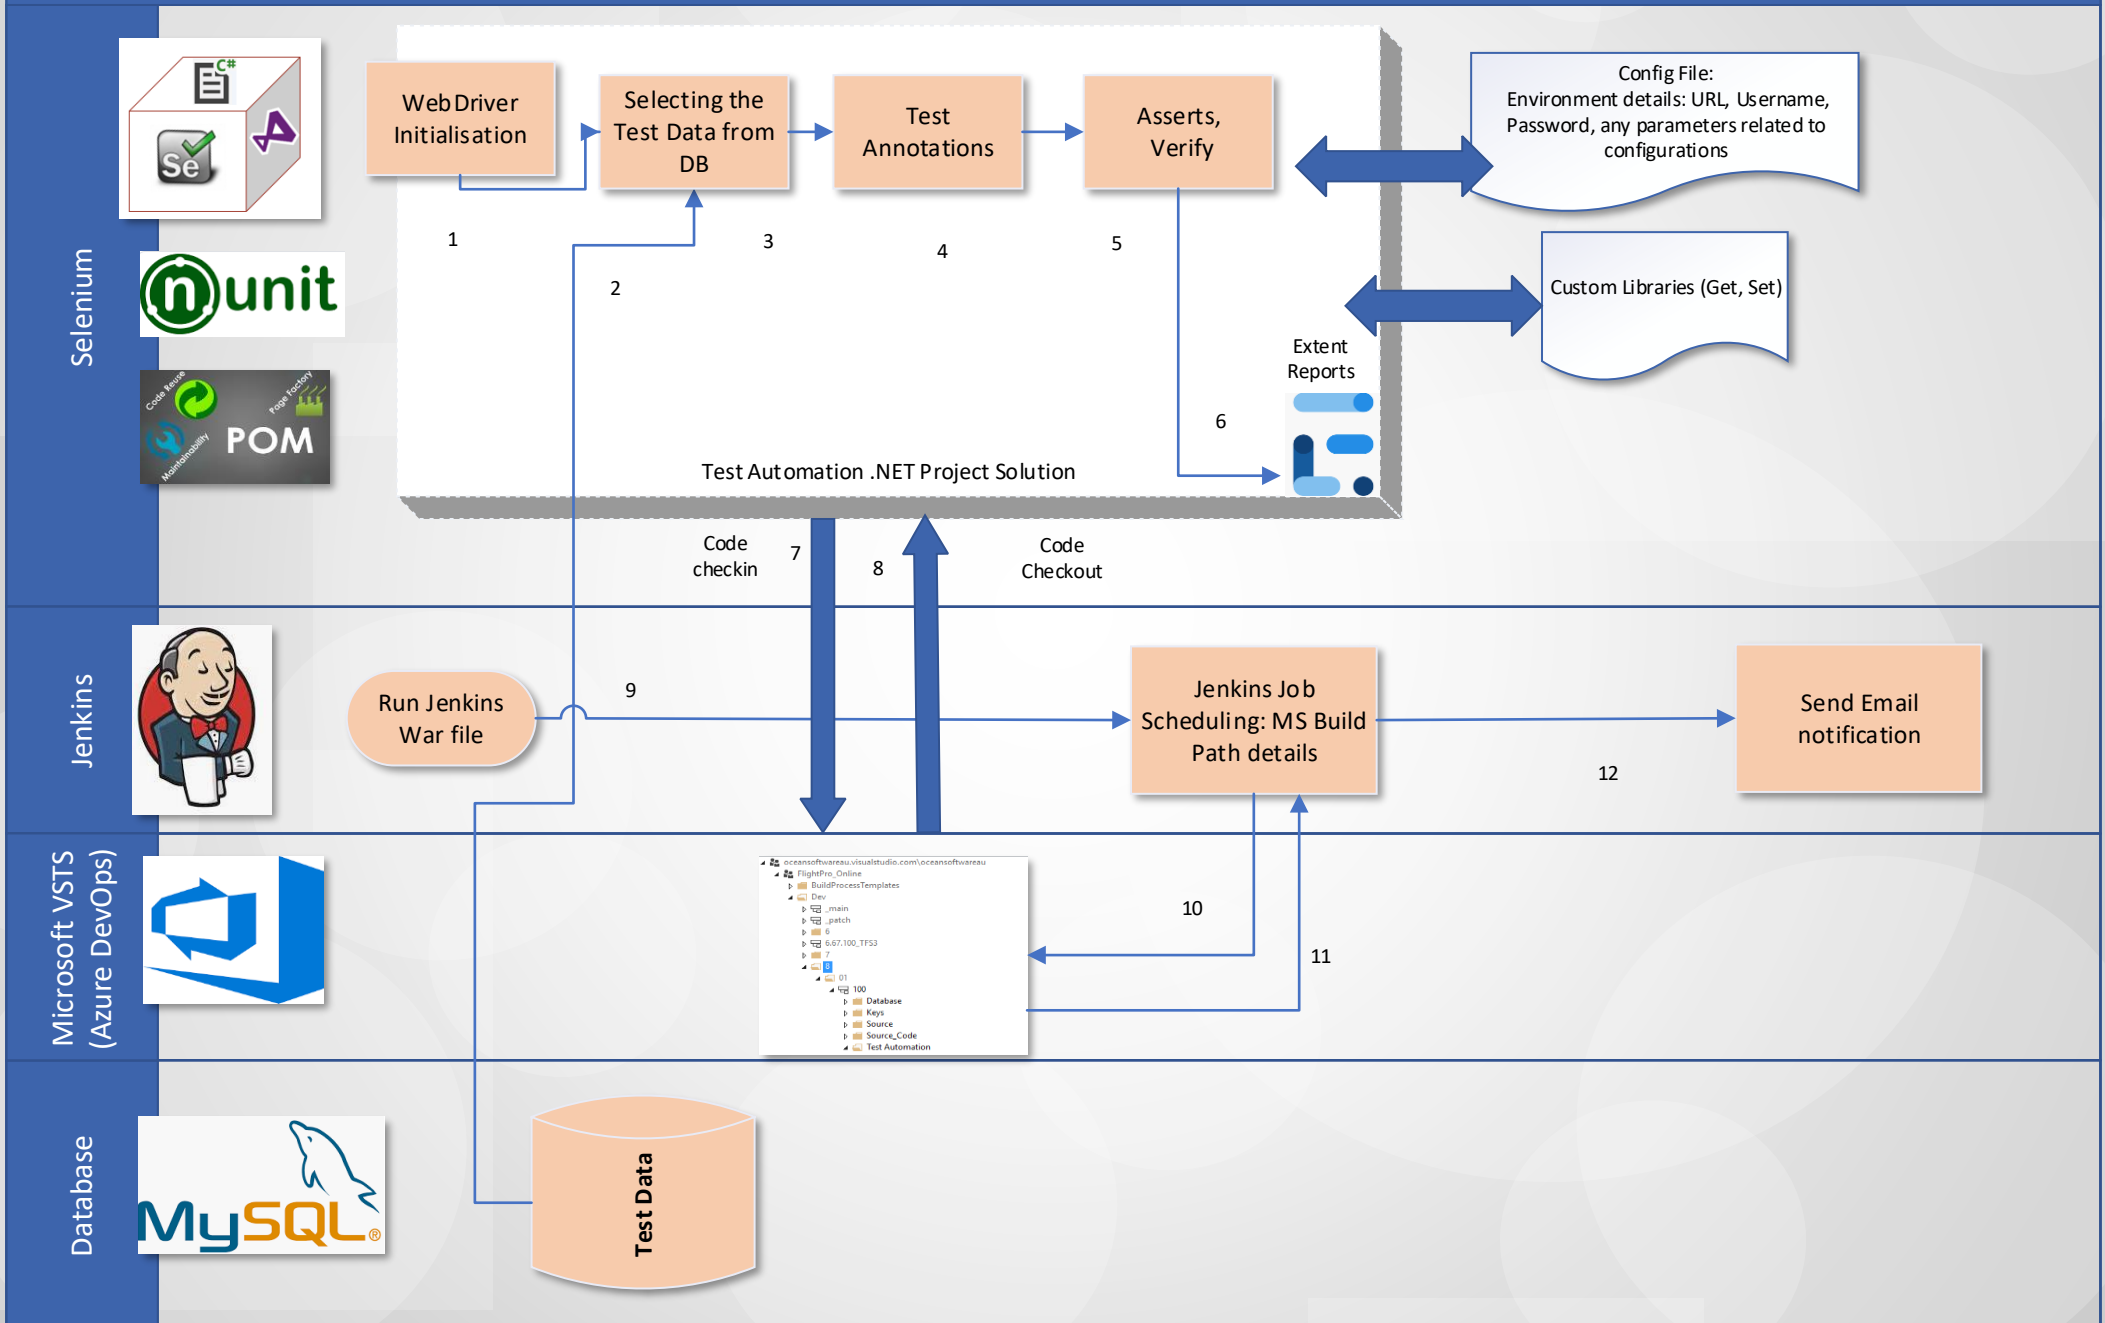 Selenium
C#
Se
nunit
Code Reuse
Page Factory
Maintainability
POM
WebDriver
Initialisation
Selecting the
Test Data from
DB
Test
Annotations
Asserts,
Verify
1
2
3
4
5
6
Extent
Reports
Test Automation .NET Project Solution
Config File:
Environment details: URL, Username,
Password, any parameters related to
configurations
Custom Libraries (Get, Set)
Code
checkin
7
8
Code
Checkout
Jenkins
Run Jenkins
War file
9
Jenkins Job
Scheduling: MS Build
Path details
12
Send Email
notification
Microsoft VSTS
(Azure DevOps)
oceansoftwareau.visualstudio.com\oceansoftwareau
FlightPro_Online
BuildProcessTemplates
Dev
_main
_patch
6
6.67.100_TFS3
7
8
01
100
Database
Keys
Source
Source_Code
Test Automation
10
11
Database
MySQL®
Test Data